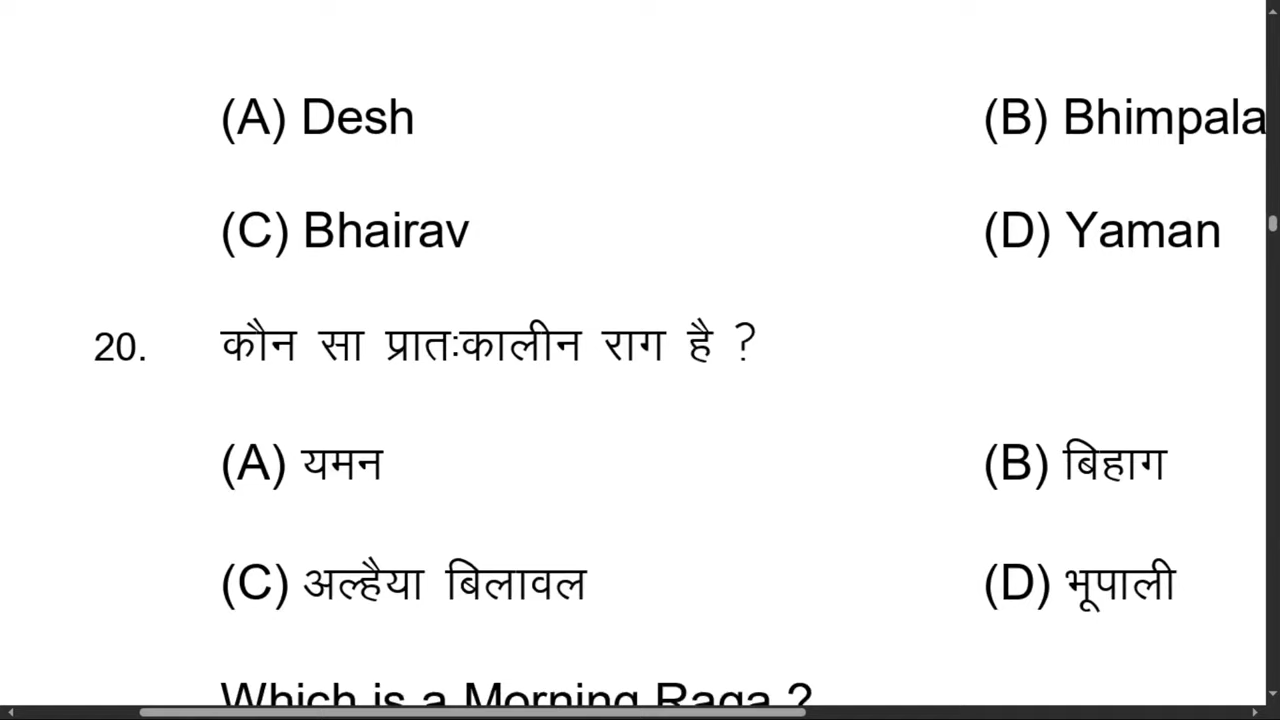 (A) Desh (B) Bhimpala
(C) Bhairav (D) Yaman
20. कौन सा प्रातःकालीन राग है ?
(A) यमन (B) बिहाग
(C) अल्हैया बिलावल (D) भूपाली
Which is a Morning Raga ?